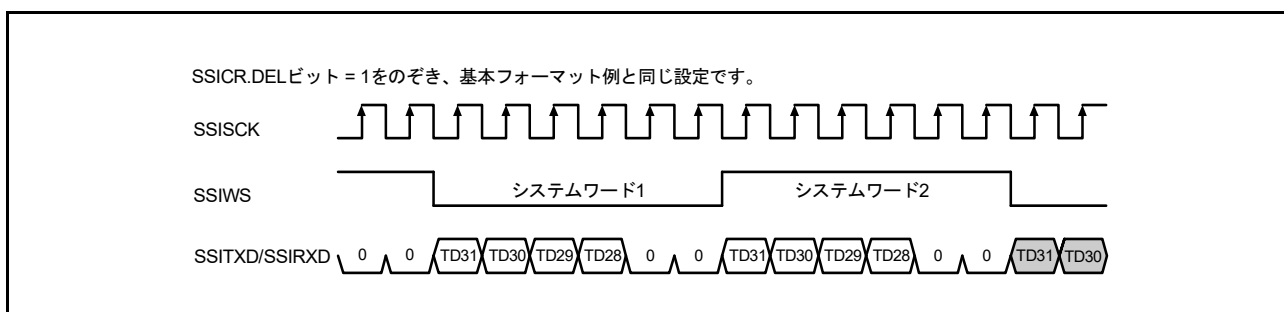 SSICR.DELビット = 1をのぞき、基本フォーマット例と同じ設定です。
SSISCK
SSIWS システムワード1 システムワード2
SSITXD/SSIRXD 0 0 TD31 TD30 TD29 TD28 0 0 TD31 TD30 TD29 TD28 0 0 TD31 TD30